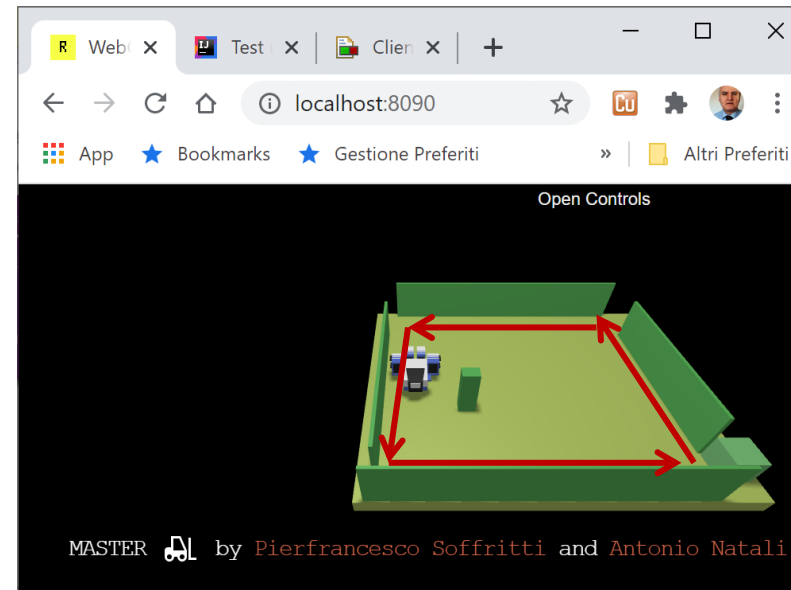 R Web Test Clien
localhost:8090 Cu
App Bookmarks Gestione Preferiti » Altri Preferiti
Open Controls
MASTER by Pierfrancesco Soffritti and Antonio Natali